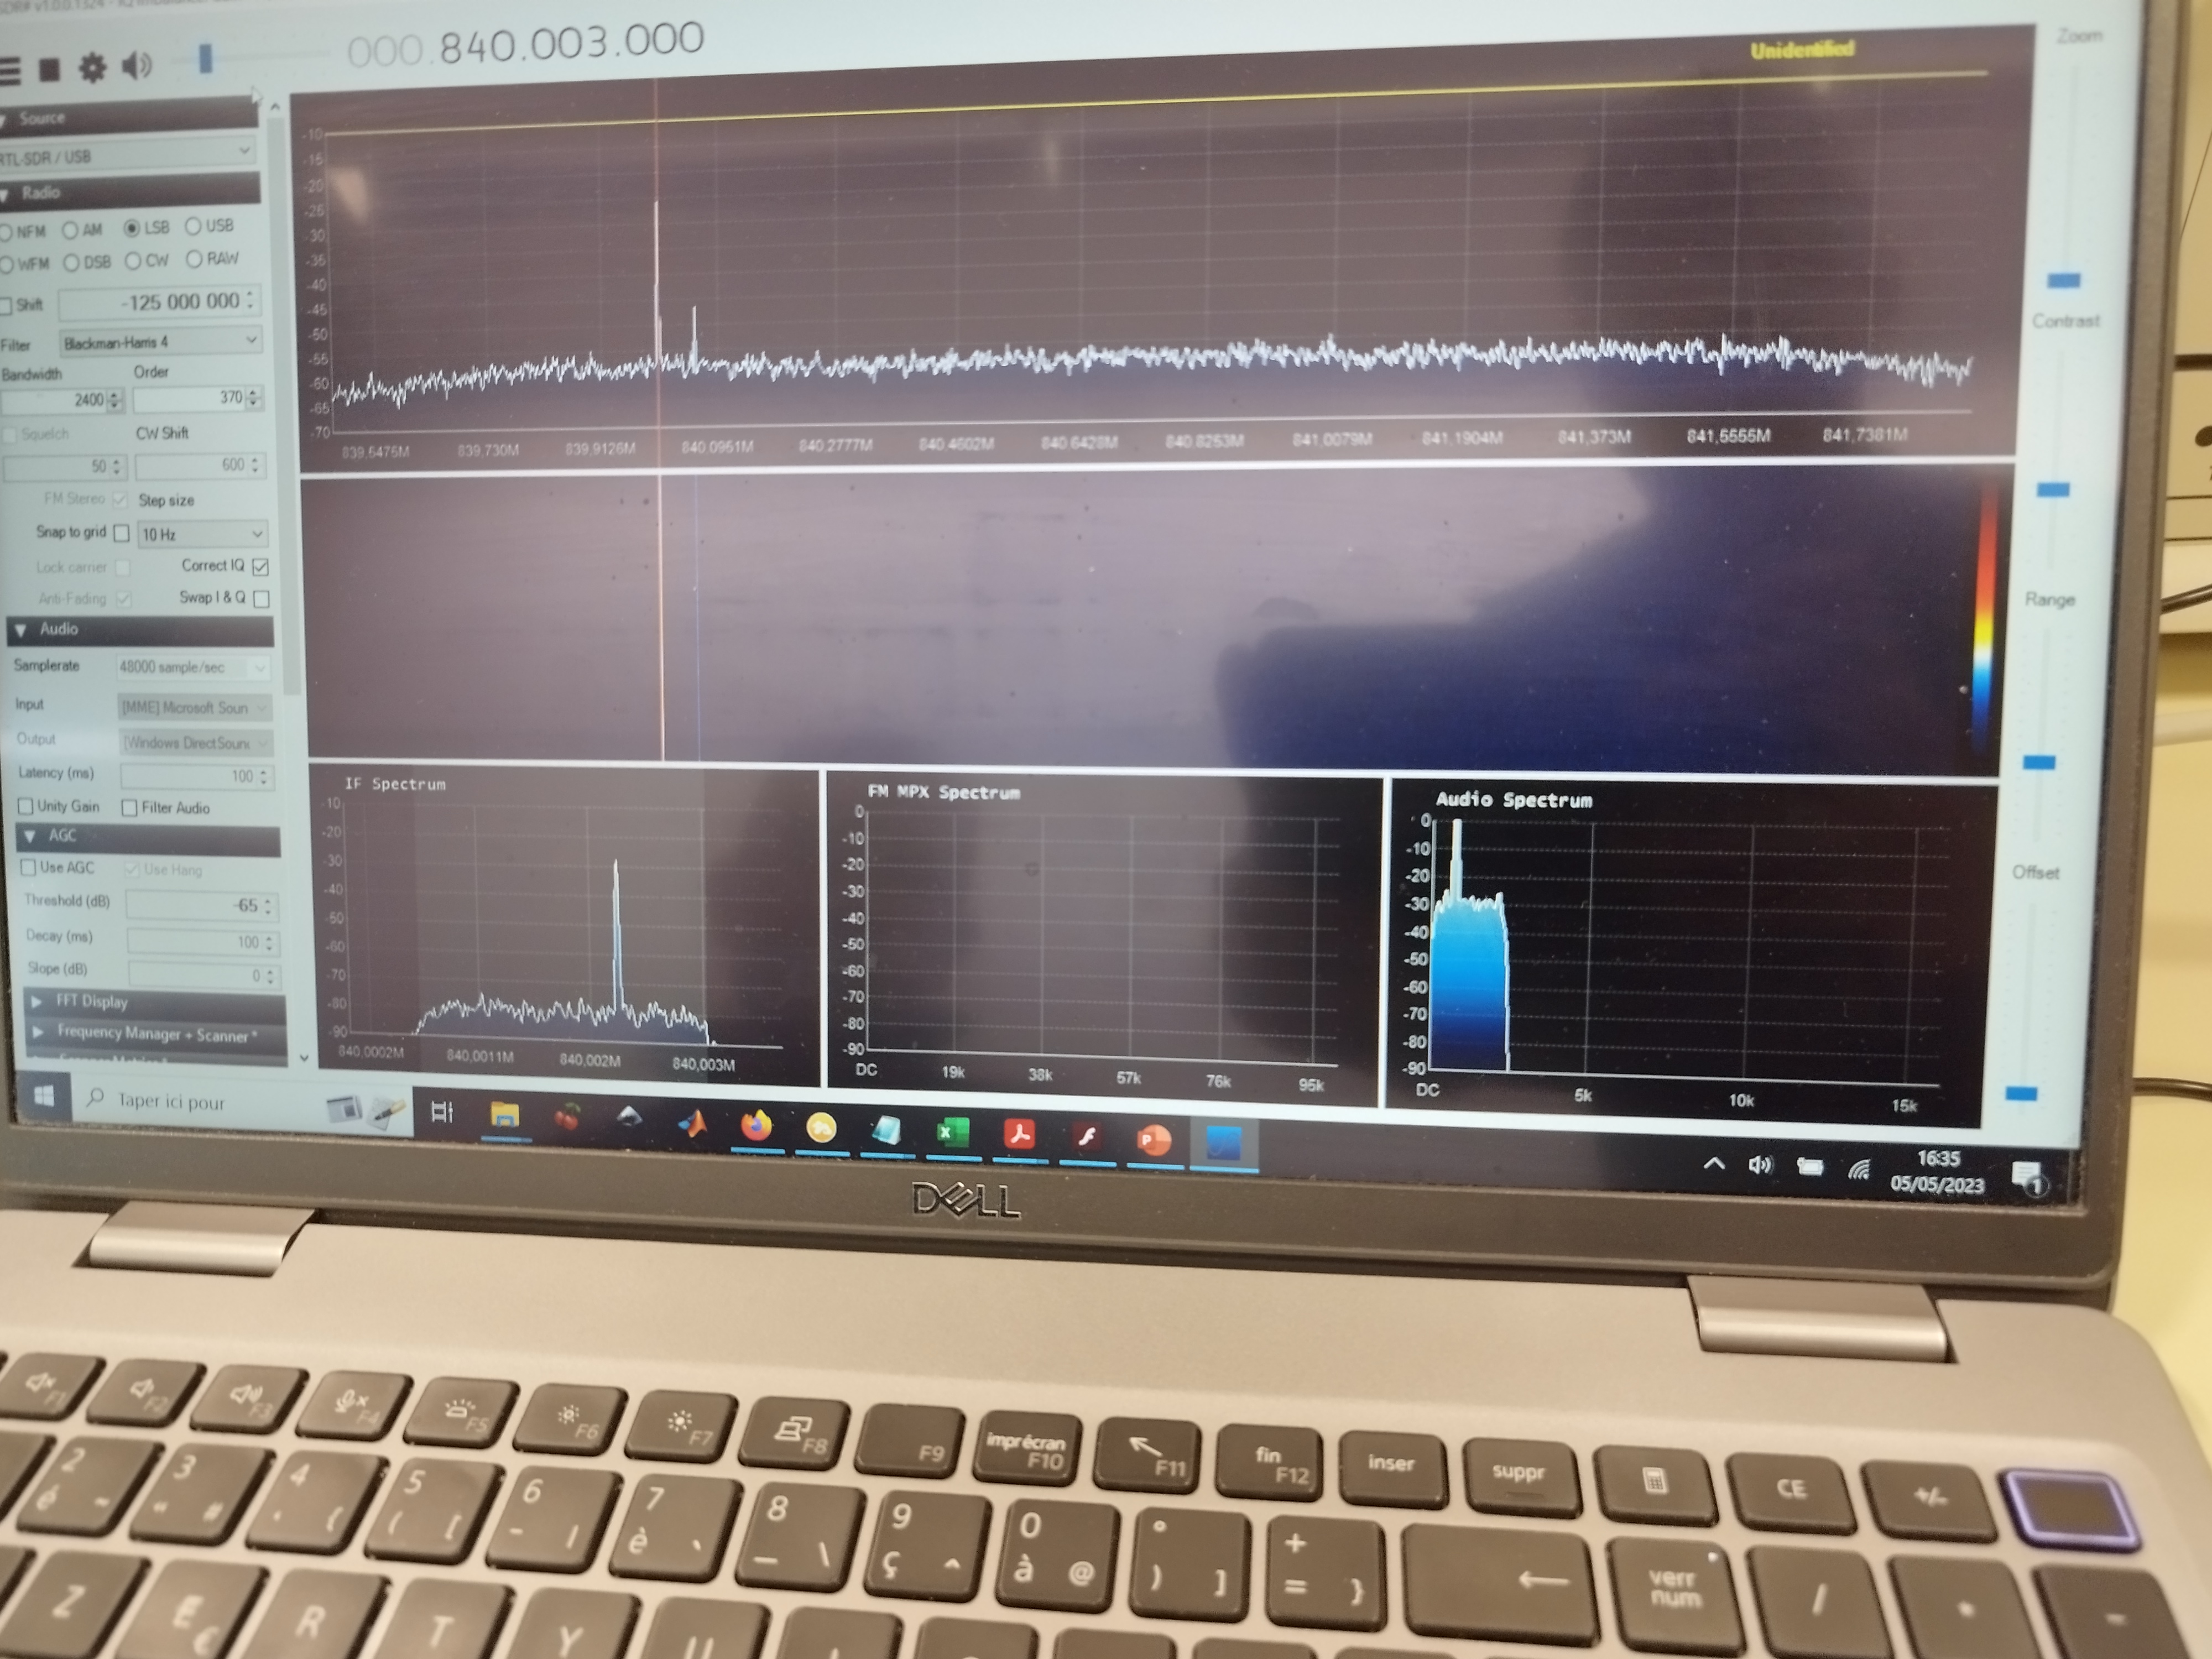 000.840.003.000
Unidentified
Zoom
Source
RTL-SDR / USB
Radio
NFM AM LSB USB
WFM DSB CW RAW
Shift -125 000 000
Filter Blackman-Harris 4
Bandwidth Order
2400 370
Squelch CW Shift
50 600
FM Stereo Step size
Snap to grid 10 Hz
Lock carrier Correct IQ
Anti-Fading Swap I & Q
Audio
Samplerate 48000 sample/sec
Input [MME] Microsoft Soun
Output [Windows DirectSound
Latency (ms) 100
Unity Gain Filter Audio
AGC
Use AGC Use Hang
Threshold (dB) -65
Decay (ms) 100
Slope (dB) 0
FFT Display
Frequency Manager + Scanner *
-10
-15
-20
-25
-30
-35
-40
-45
-50
-55
-60
-65
-70
839,5475M 839,730M 839,9126M 840,0951M 840,2777M 840,4602M 840,6428M 840,8253M 841,0079M 841,1904M 841,373M 841,5555M 841,7381M
Contrast
Range
Offset
IF Spectrum
-10
-20
-30
-40
-50
-60
-70
-80
-90
840,0002M 840,0011M 840,002M 840,003M
FM MPX Spectrum
0
-10
-20
-30
-40
-50
-60
-70
-80
-90
DC 19k 38k 57k 76k 95k
Audio Spectrum
0
-10
-20
-30
-40
-50
-60
-70
-80
-90
DC 5k 10k 15k
Taper ici pour
16:35
05/05/2023
1
DELL
F1 F2 F3 F4 F5 F6 F7 F8 F9 imprécran F10 F11 fin F12 inser suppr CE +/-
2 é ~ 3 " # 4 ' { 5 ( [ 6 - | 7 è ` 8 _ \ 9 ç ^ 0 à @ ° ) ] + = } ← verr num / * -
Z E € R T Y U